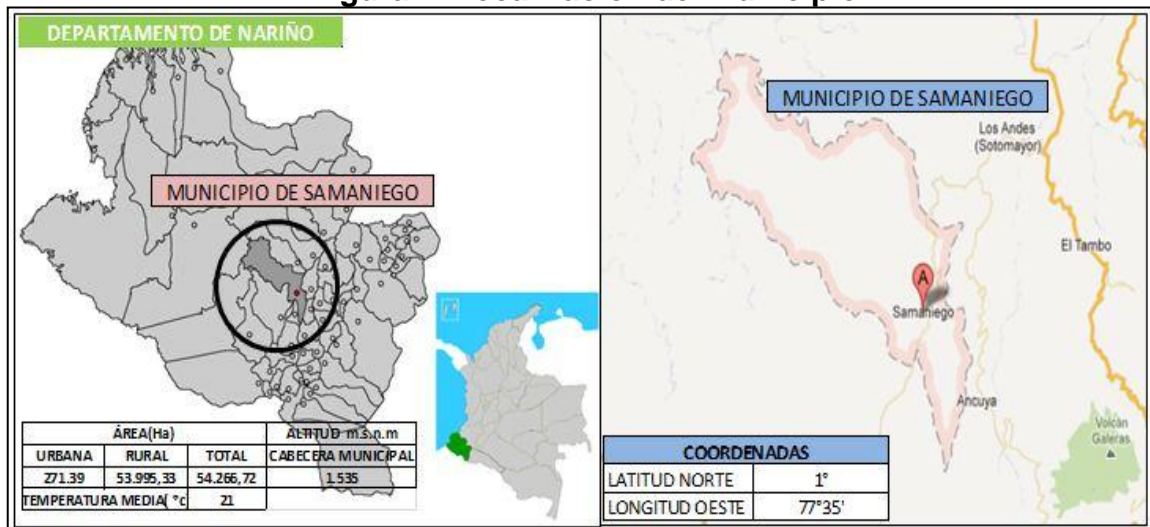 DEPARTAMENTO DE NARIÑO
MUNICIPIO DE SAMANIEGO
ÁREA(Ha) ALTITUD m.s.n.m
URBANA RURAL TOTAL CABECERA MUNICIPAL
271.39 53.995,33 54.266,72 1.535
TEMPERATURA MEDIA( °c 21
MUNICIPIO DE SAMANIEGO
Los Andes
(Sotomayor)
El Tambo
A
Samaniego
Ancuya
Volcán
Galeras
COORDENADAS
LATITUD NORTE 1°
LONGITUD OESTE 77°35'